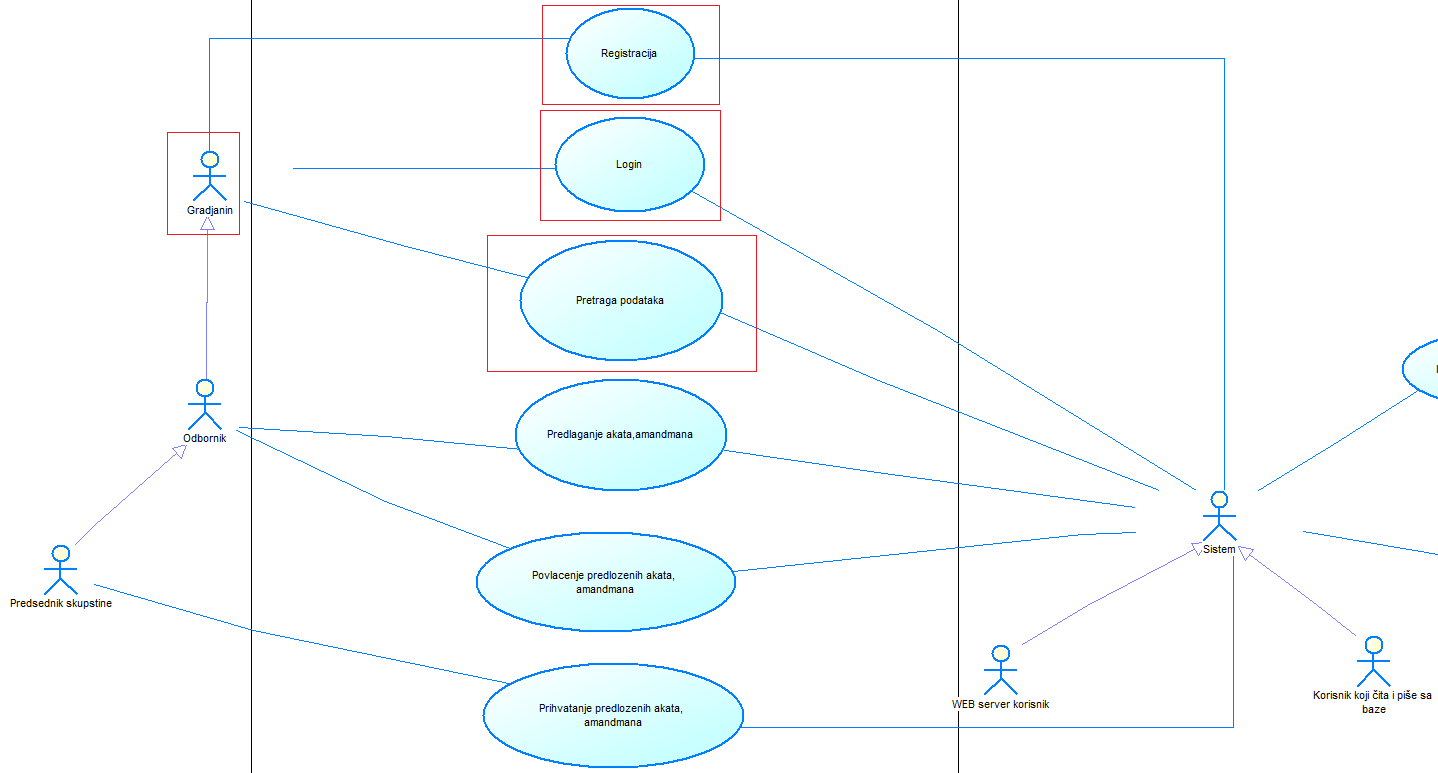 Registracija
Login
Gradjanin
Pretraga podataka
Predlaganje akata,amandmana
Odbornik
Povlacenje predlozenih akata,
amandmana
Sistem
Predsednik skupstine
Prihvatanje predlozenih akata,
amandmana
WEB server korisnik
Korisnik koji čita i piše sa
baze